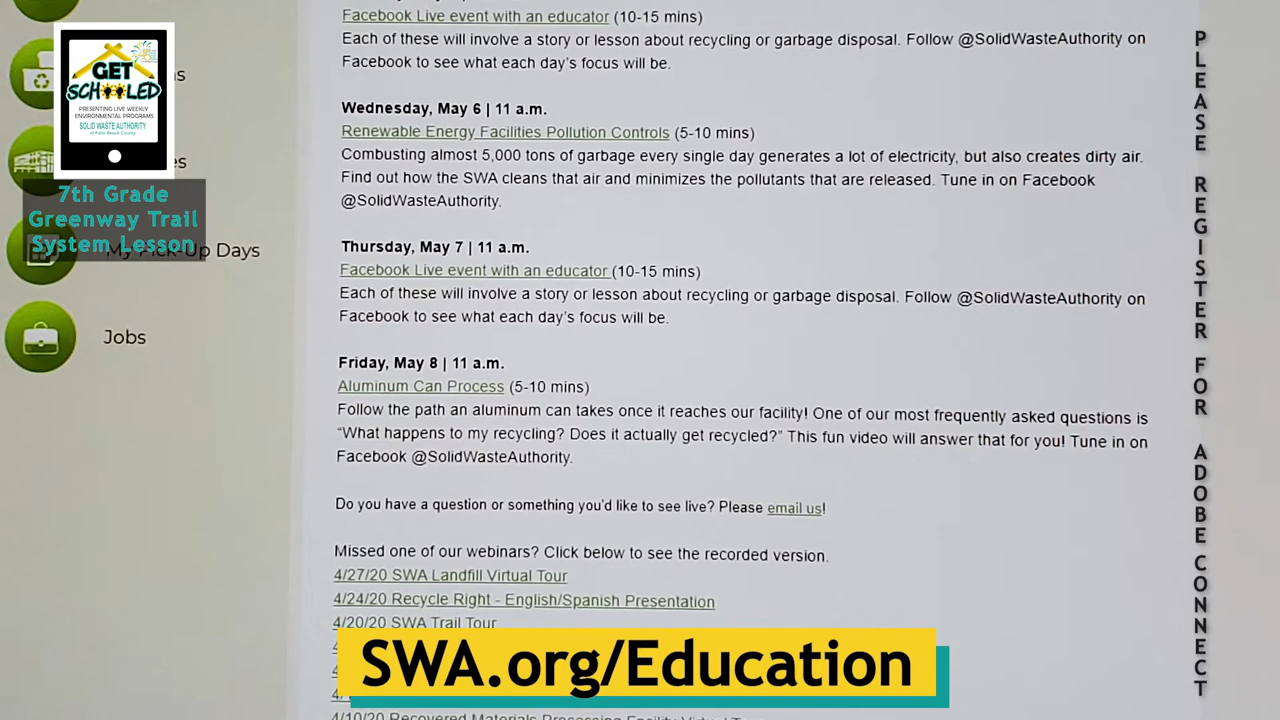 Facebook Live event with an educator (10-15 mins)
Each of these will involve a story or lesson about recycling or garbage disposal. Follow @SolidWasteAuthority on
Facebook to see what each day's focus will be.
Wednesday, May 6 | 11 a.m.
Renewable Energy Facilities Pollution Controls (5-10 mins)
Combusting almost 5,000 tons of garbage every single day generates a lot of electricity, but also creates dirty air.
Find out how the SWA cleans that air and minimizes the pollutants that are released. Tune in on Facebook
@SolidWasteAuthority.
Thursday, May 7 | 11 a.m.
Facebook Live event with an educator (10-15 mins)
Each of these will involve a story or lesson about recycling or garbage disposal. Follow @SolidWasteAuthority on
Facebook to see what each day's focus will be.
Friday, May 8 | 11 a.m.
Aluminum Can Process (5-10 mins)
Follow the path an aluminum can takes once it reaches our facility! One of our most frequently asked questions is
“What happens to my recycling? Does it actually get recycled?” This fun video will answer that for you! Tune in on
Facebook @SolidWasteAuthority.
Do you have a question or something you'd like to see live? Please email us!
Missed one of our webinars? Click below to see the recorded version.
4/27/20 SWA Landfill Virtual Tour
4/24/20 Recycle Right - English/Spanish Presentation
4/20/20 SWA Trail Tour
4/10/20 Recovered Materials Processing Facility Virtual
GET
SCHOOLED
PRESENTING LIVE WEEKLY
ENVIRONMENTAL PROGRAMS
SOLID WASTE AUTHORITY
of Palm Beach County
7th Grade
Greenway Trail
System Lesson
My Pick-Up Days
Jobs
SWA.org/Education
PLEASE REGISTER FOR ADOBE CONNECT